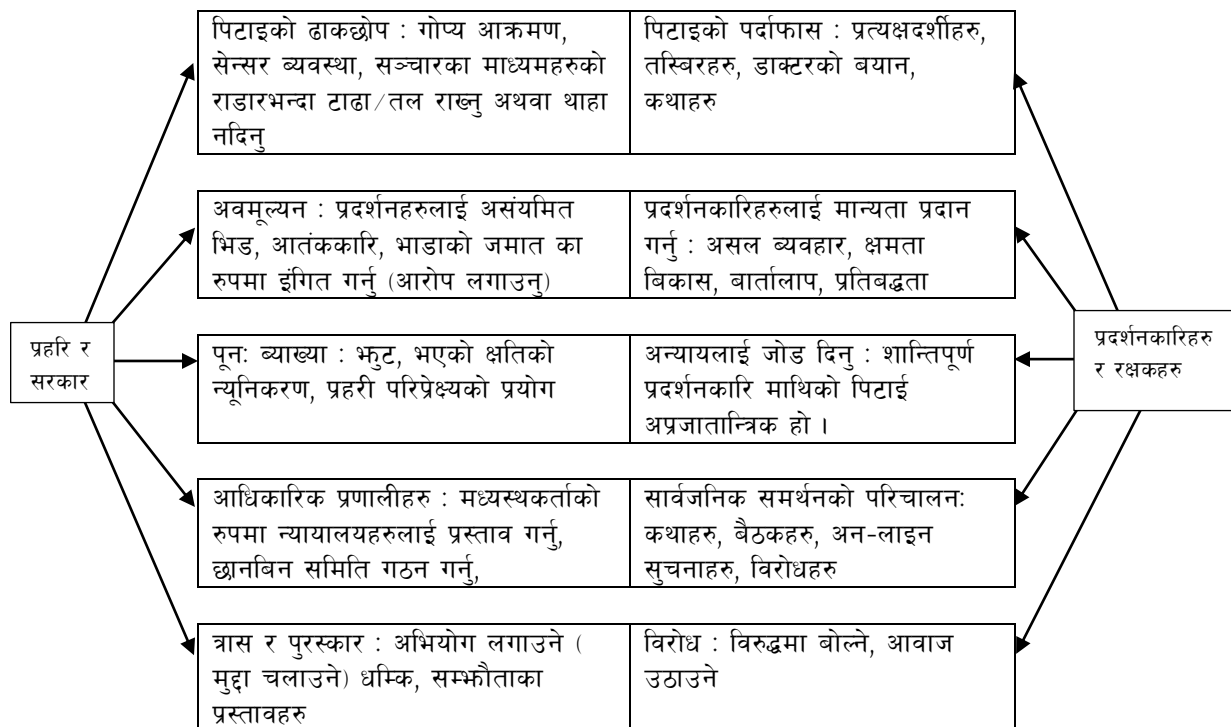 पिटाइको ढाकछोप : गोप्य आक्रमण,
सेन्सर ब्यवस्था, सञ्चारका माध्यमहरुको
राडारभन्दा टाढा/तल राख्नु अथवा थाहा
नदिनु
पिटाइको पर्दाफास : प्रत्यक्षदर्शीहरु,
तस्बिरहरु, डाक्टरको बयान,
कथाहरु
अवमूल्यन : प्रदर्शनहरुलाई असंयमित
भिड, आतंककारि, भाडाको जमात का
रुपमा इंगित गर्नु (आरोप लगाउनु)
प्रदर्शनकारिहरुलाई मान्यता प्रदान
गर्नु : असल ब्यवहार, क्षमता
बिकास, बार्तालाप, प्रतिबद्धता
प्रहरि र
सरकार
पून: ब्याख्या : झुट, भएको क्षतिको
न्यूनिकरण, प्रहरी परिप्रेक्ष्यको प्रयोग
अन्यायलाई जोड दिनु : शान्तिपूर्ण
प्रदर्शनकारि माथिको पिटाई
अप्रजातान्त्रिक हो ।
प्रदर्शनकारिहरु
र रक्षकहरु
आधिकारिक प्रणालीहरु : मध्यस्थकर्ताको
रुपमा न्यायालयहरुलाई प्रस्ताव गर्नु,
छानबिन समिति गठन गर्नु,
सार्वजनिक समर्थनको परिचालन:
कथाहरु, बैठकहरु, अन-लाइन
सुचनाहरु, विरोधहरु
त्रास र पुरस्कार : अभियोग लगाउने (
मुद्दा चलाउने) धम्कि, सम्झौताका
प्रस्तावहरु
विरोध : विरुद्धमा बोल्ने, आवाज
उठाउने